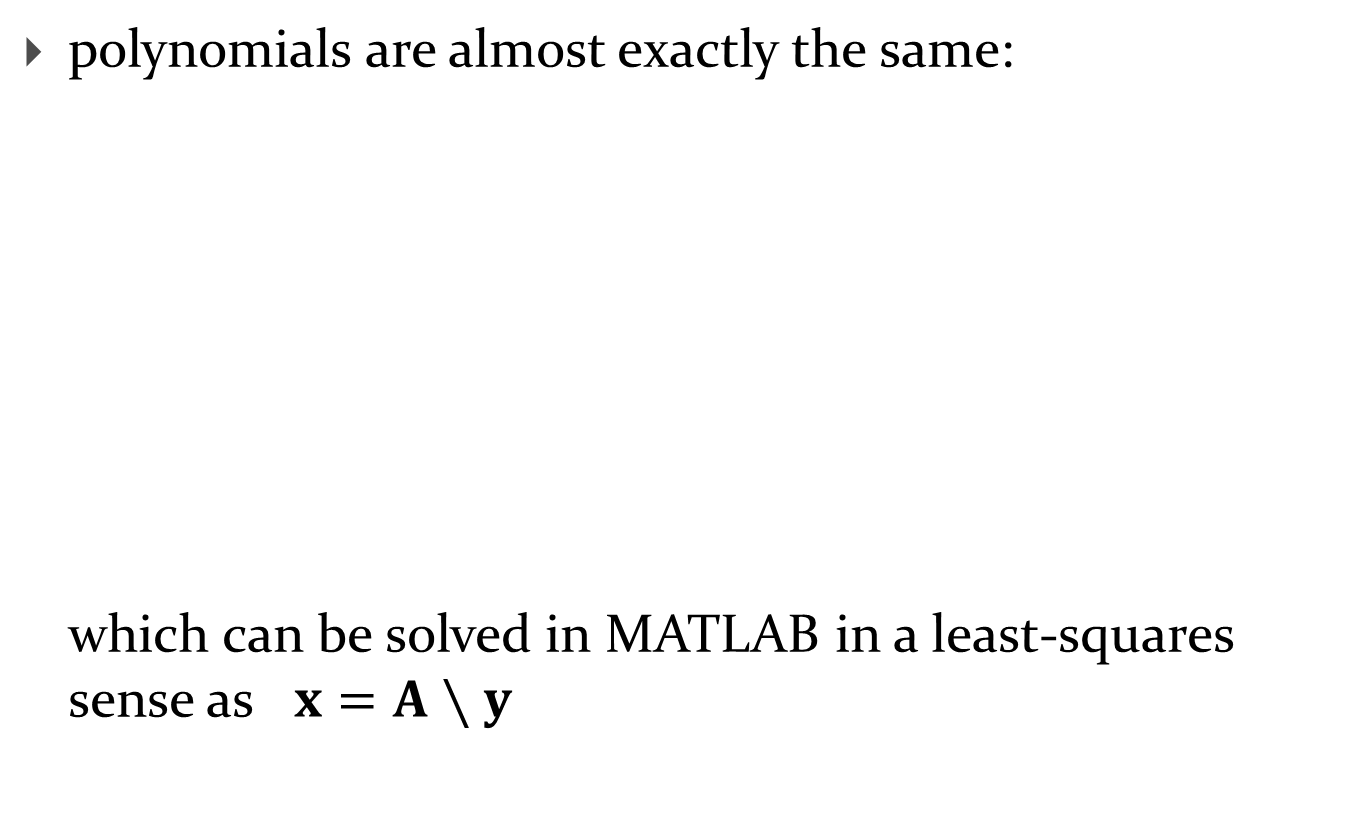 polynomials are almost exactly the same:
which can be solved in MATLAB in a least-squares
sense as x = A \ y